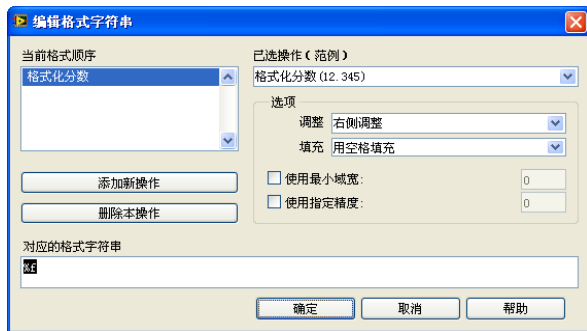 编辑格式字符串
当前格式顺序
格式化分数
添加新操作
删除本操作
已选操作(范例)
格式化分数(12.345)
选项
调整 右侧调整
填充 用空格填充
使用最小域宽: 0
使用指定精度: 0
对应的格式字符串
%f
确定 取消 帮助